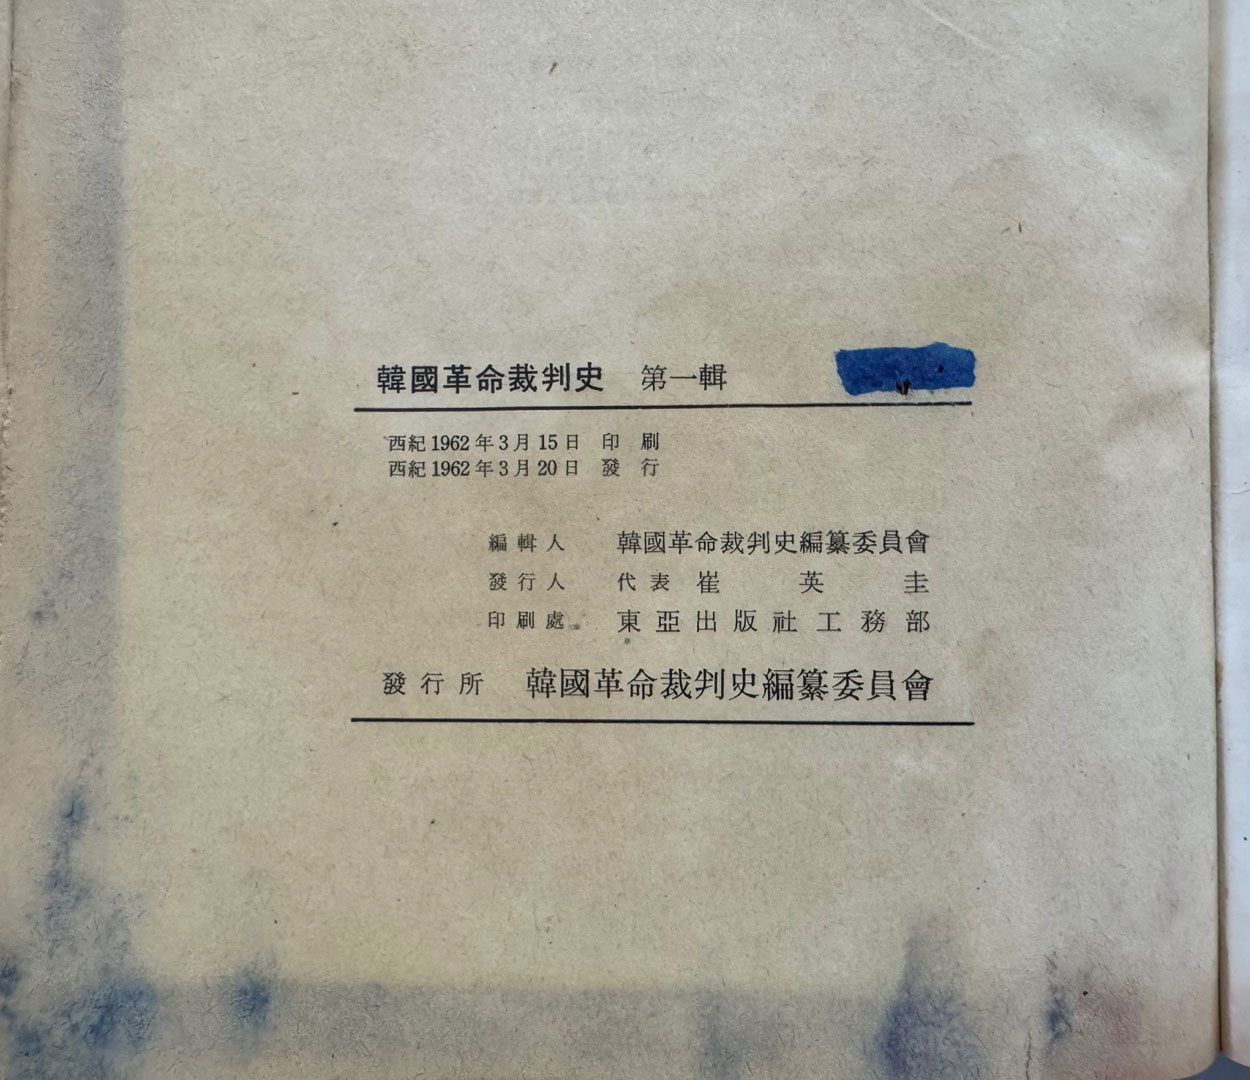 韓國革命裁判史 第一輯
西紀1962年3月15日 印刷
西紀1962年3月20日 發行
編輯人 韓國革命裁判史編纂委員會
發行人 代表 崔英圭
印刷處 東亞出版社工務部
發行所 韓國革命裁判史編纂委員會